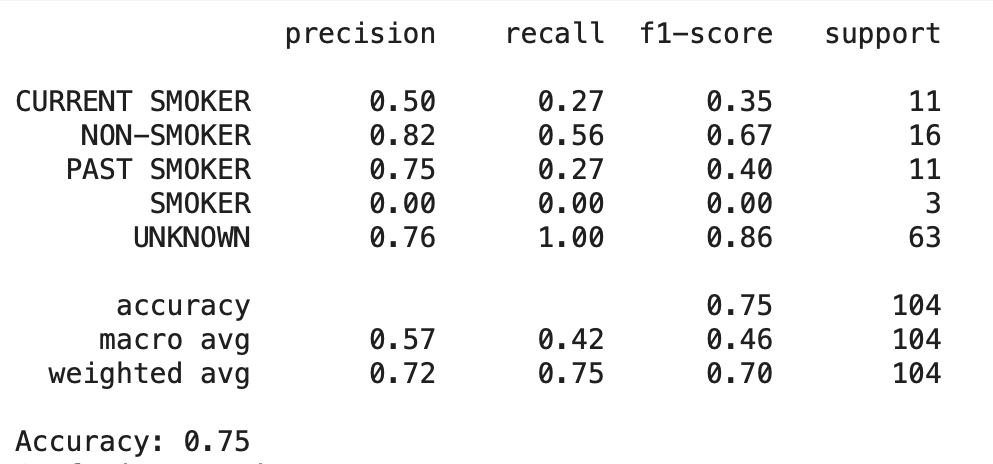 precision recall f1-score support
CURRENT SMOKER 0.50 0.27 0.35 11
NON-SMOKER 0.82 0.56 0.67 16
PAST SMOKER 0.75 0.27 0.40 11
SMOKER 0.00 0.00 0.00 3
UNKNOWN 0.76 1.00 0.86 63
accuracy 0.75 104
macro avg 0.57 0.42 0.46 104
weighted avg 0.72 0.75 0.70 104
Accuracy: 0.75